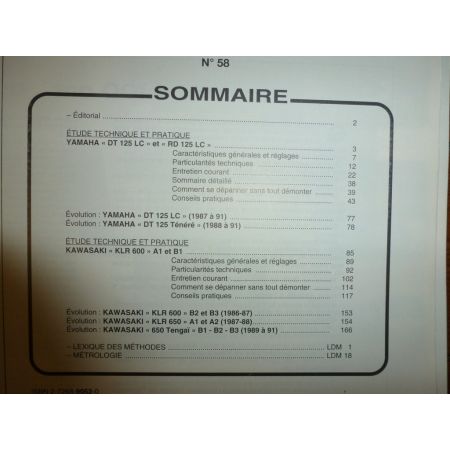 N° 58
SOMMAIRE
– Éditorial 2
ÉTUDE TECHNIQUE ET PRATIQUE
YAMAHA « DT 125 LC » et « RD 125 LC » 3
Caractéristiques générales et réglages 7
Particularités techniques 12
Entretien courant 22
Sommaire détaillé 38
Comment se dépanner sans tout démonter 39
Conseils pratiques 43
Évolution : YAMAHA « DT 125 LC » (1987 à 91) 77
Évolution : YAMAHA « DT 125 Ténéré » (1988 à 91) 78
ÉTUDE TECHNIQUE ET PRATIQUE
KAWASAKI « KLR 600 » A1 et B1 85
Caractéristiques générales et réglages 89
Particularités techniques 92
Entretien courant 102
Comment se dépanner sans tout démonter 114
Conseils pratiques 117
Évolution : KAWASAKI « KLR 600 » B2 et B3 (1986-87) 153
Évolution : KAWASAKI « KLR 650 » A1 et A2 (1987-88) 154
Évolution : KAWASAKI « 650 Tengaï » B1 - B2 - B3 (1989 à 91) 166
– LEXIQUE DES MÉTHODES LDM 1
– MÉTROLOGIE LDM 18